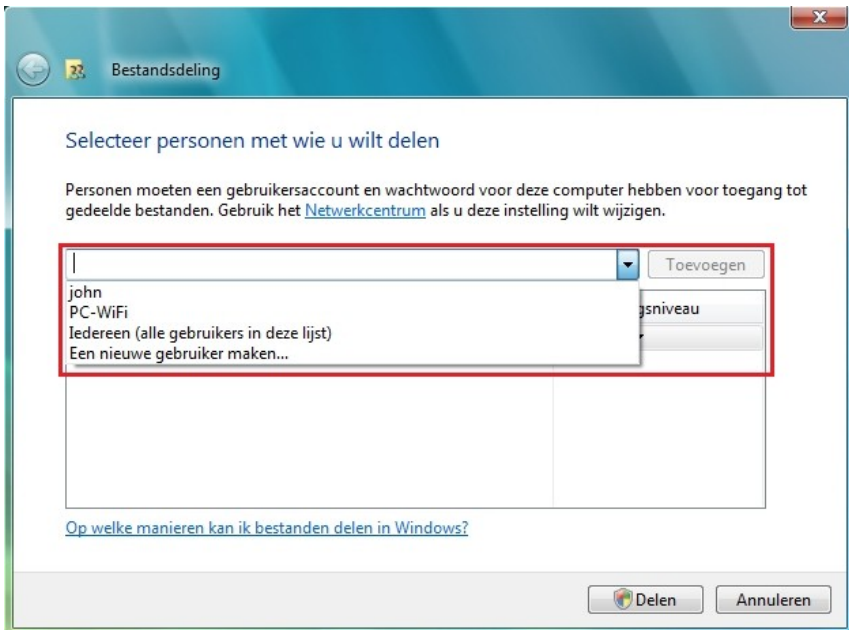 Bestandsdeling
Selecteer personen met wie u wilt delen
Personen moeten een gebruikersaccount en wachtwoord voor deze computer hebben voor toegang tot
gedeelde bestanden. Gebruik het Netwerkcentrum als u deze instelling wilt wijzigen.
Toevoegen
john
PC-WiFi
Iedereen (alle gebruikers in deze lijst)
Een nieuwe gebruiker maken...
Op welke manieren kan ik bestanden delen in Windows?
Delen
Annuleren